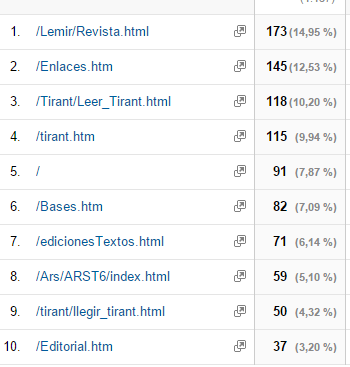 1. /Lemir/Revista.html 173 (14,95 %)
2. /Enlaces.htm 145 (12,53 %)
3. /Tirant/Leer_Tirant.html 118 (10,20 %)
4. /tirant.htm 115 (9,94 %)
5. / 91 (7,87 %)
6. /Bases.htm 82 (7,09 %)
7. /edicionesTextos.html 71 (6,14 %)
8. /Ars/ARST6/index.html 59 (5,10 %)
9. /tirant/llegir_tirant.html 50 (4,32 %)
10. /Editorial.htm 37 (3,20 %)